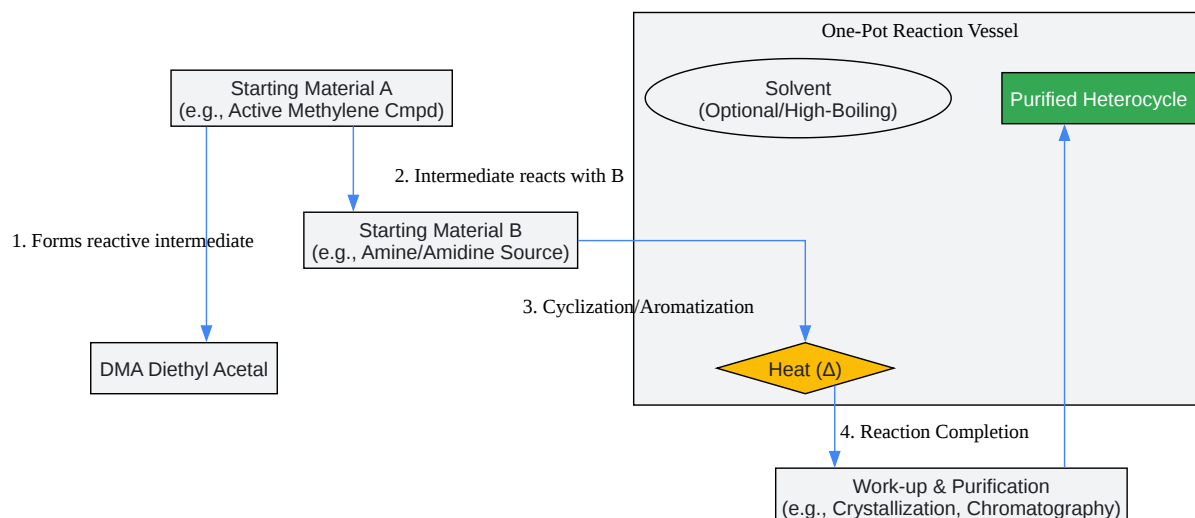 One-Pot Reaction Vessel
Starting Material A
(e.g., Active Methylene Cmpd)
Solvent
(Optional/High-Boiling)
Purified Heterocycle
2. Intermediate reacts with B
Starting Material B
(e.g., Amine/Amidine Source)
1. Forms reactive intermediate
3. Cyclization/Aromatization
DMA Diethyl Acetal
Heat (Δ)
4. Reaction Completion
Work-up & Purification
(e.g., Crystallization, Chromatography)